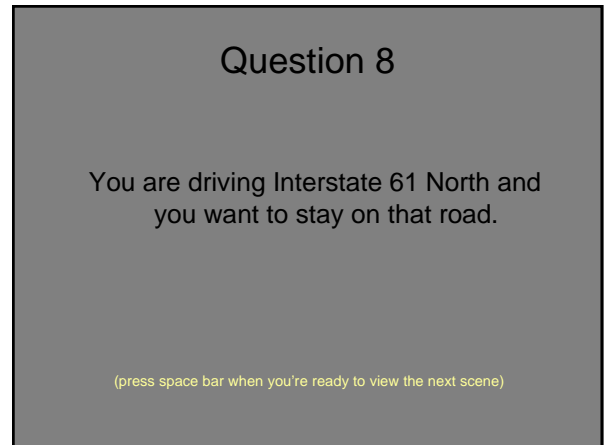 Question 8
You are driving Interstate 61 North and
you want to stay on that road.
(press space bar when you're ready to view the next scene)